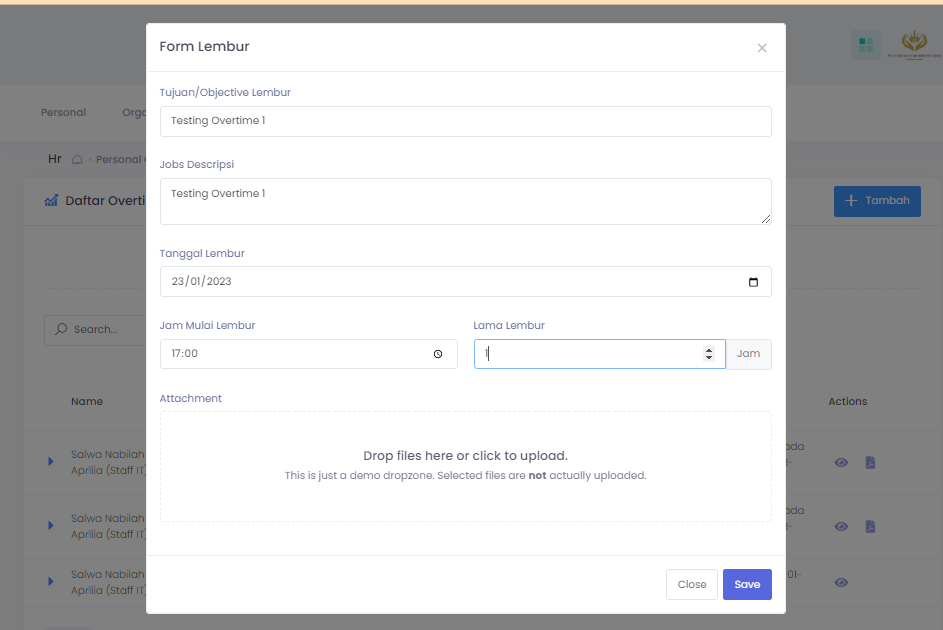 Form Lembur
Personal
Tujuan/Objective Lembur
Testing Overtime 1
Jobs Descripsi
Testing Overtime 1
Hr
Personal
Daftar Overti
Tambah
Tanggal Lembur
23/01/2023
Jam Mulai Lembur
Lama Lembur
Search...
17:00
1
Jam
Name
Attachment
Actions
Drop files here or click to upload.
This is just a demo dropzone. Selected files are not actually uploaded.
Salwa Nabilah
Aprilia (Staff IT)
Salwa Nabilah
Aprilia (Staff IT)
Salwa Nabilah
Aprilia (Staff IT)
01-
Close
Save